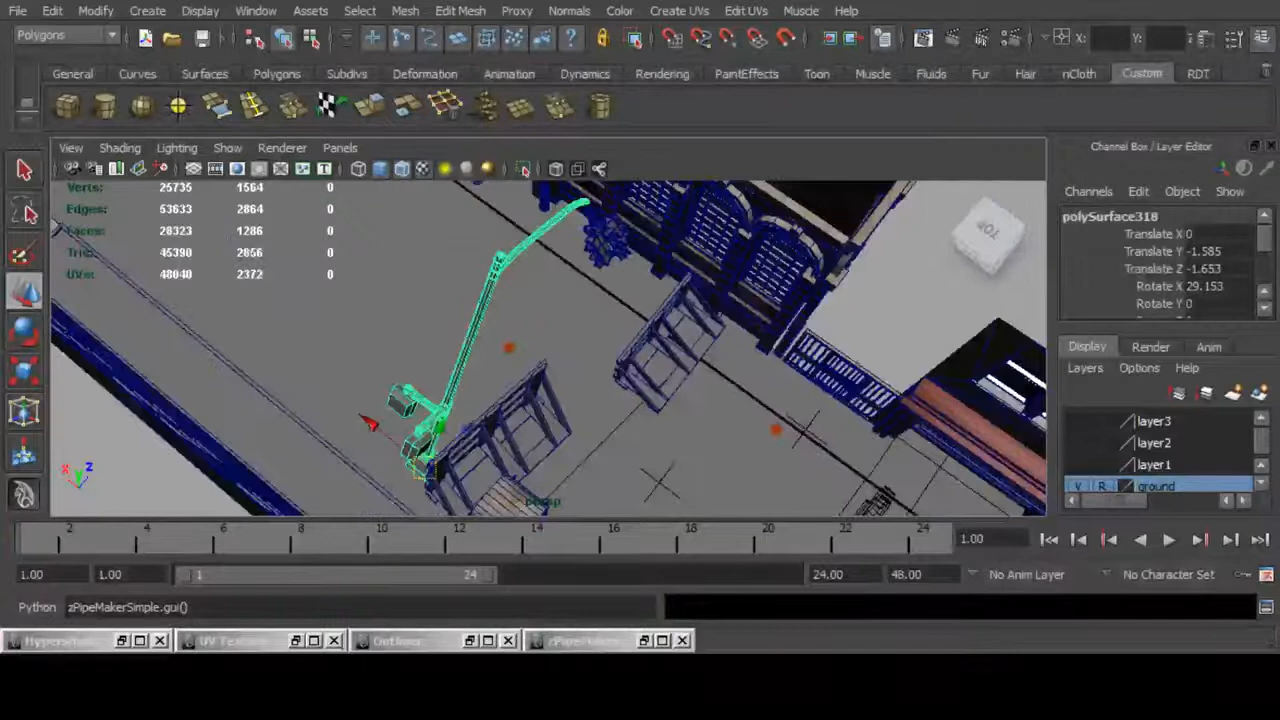 File Edit Modify Create Display Window Assets Select Mesh Edit Mesh Proxy Normals Color Create UVs Edit UVs Muscle Help
Polygons X: Y:
General Curves Surfaces Polygons Subdivs Deformation Animation Dynamics Rendering PaintEffects Toon Muscle Fluids Fur Hair nCloth Custom RDT
View Shading Lighting Show Renderer Panels
Channel Box / Layer Editor
Channels Edit Object Show
Verts: 25735 1564 0
Edges: 53633 2864 0
Faces: 28323 1286 0
Tris: 45390 2856 0
UVs: 48040 2372 0
TOP
polySurface318
Translate X 0
Translate Y -1.585
Translate Z -1.653
Rotate X 29.153
Rotate Y 0
Display Render Anim
Layers Options Help
layer3
layer2
layer1
V R ground
x y z
persp
2 4 6 8 10 12 14 16 18 20 22 24 1.00
1.00 1.00 1 24 24.00 48.00 No Anim Layer No Character Set
Python zPipeMakerSimple.gui()